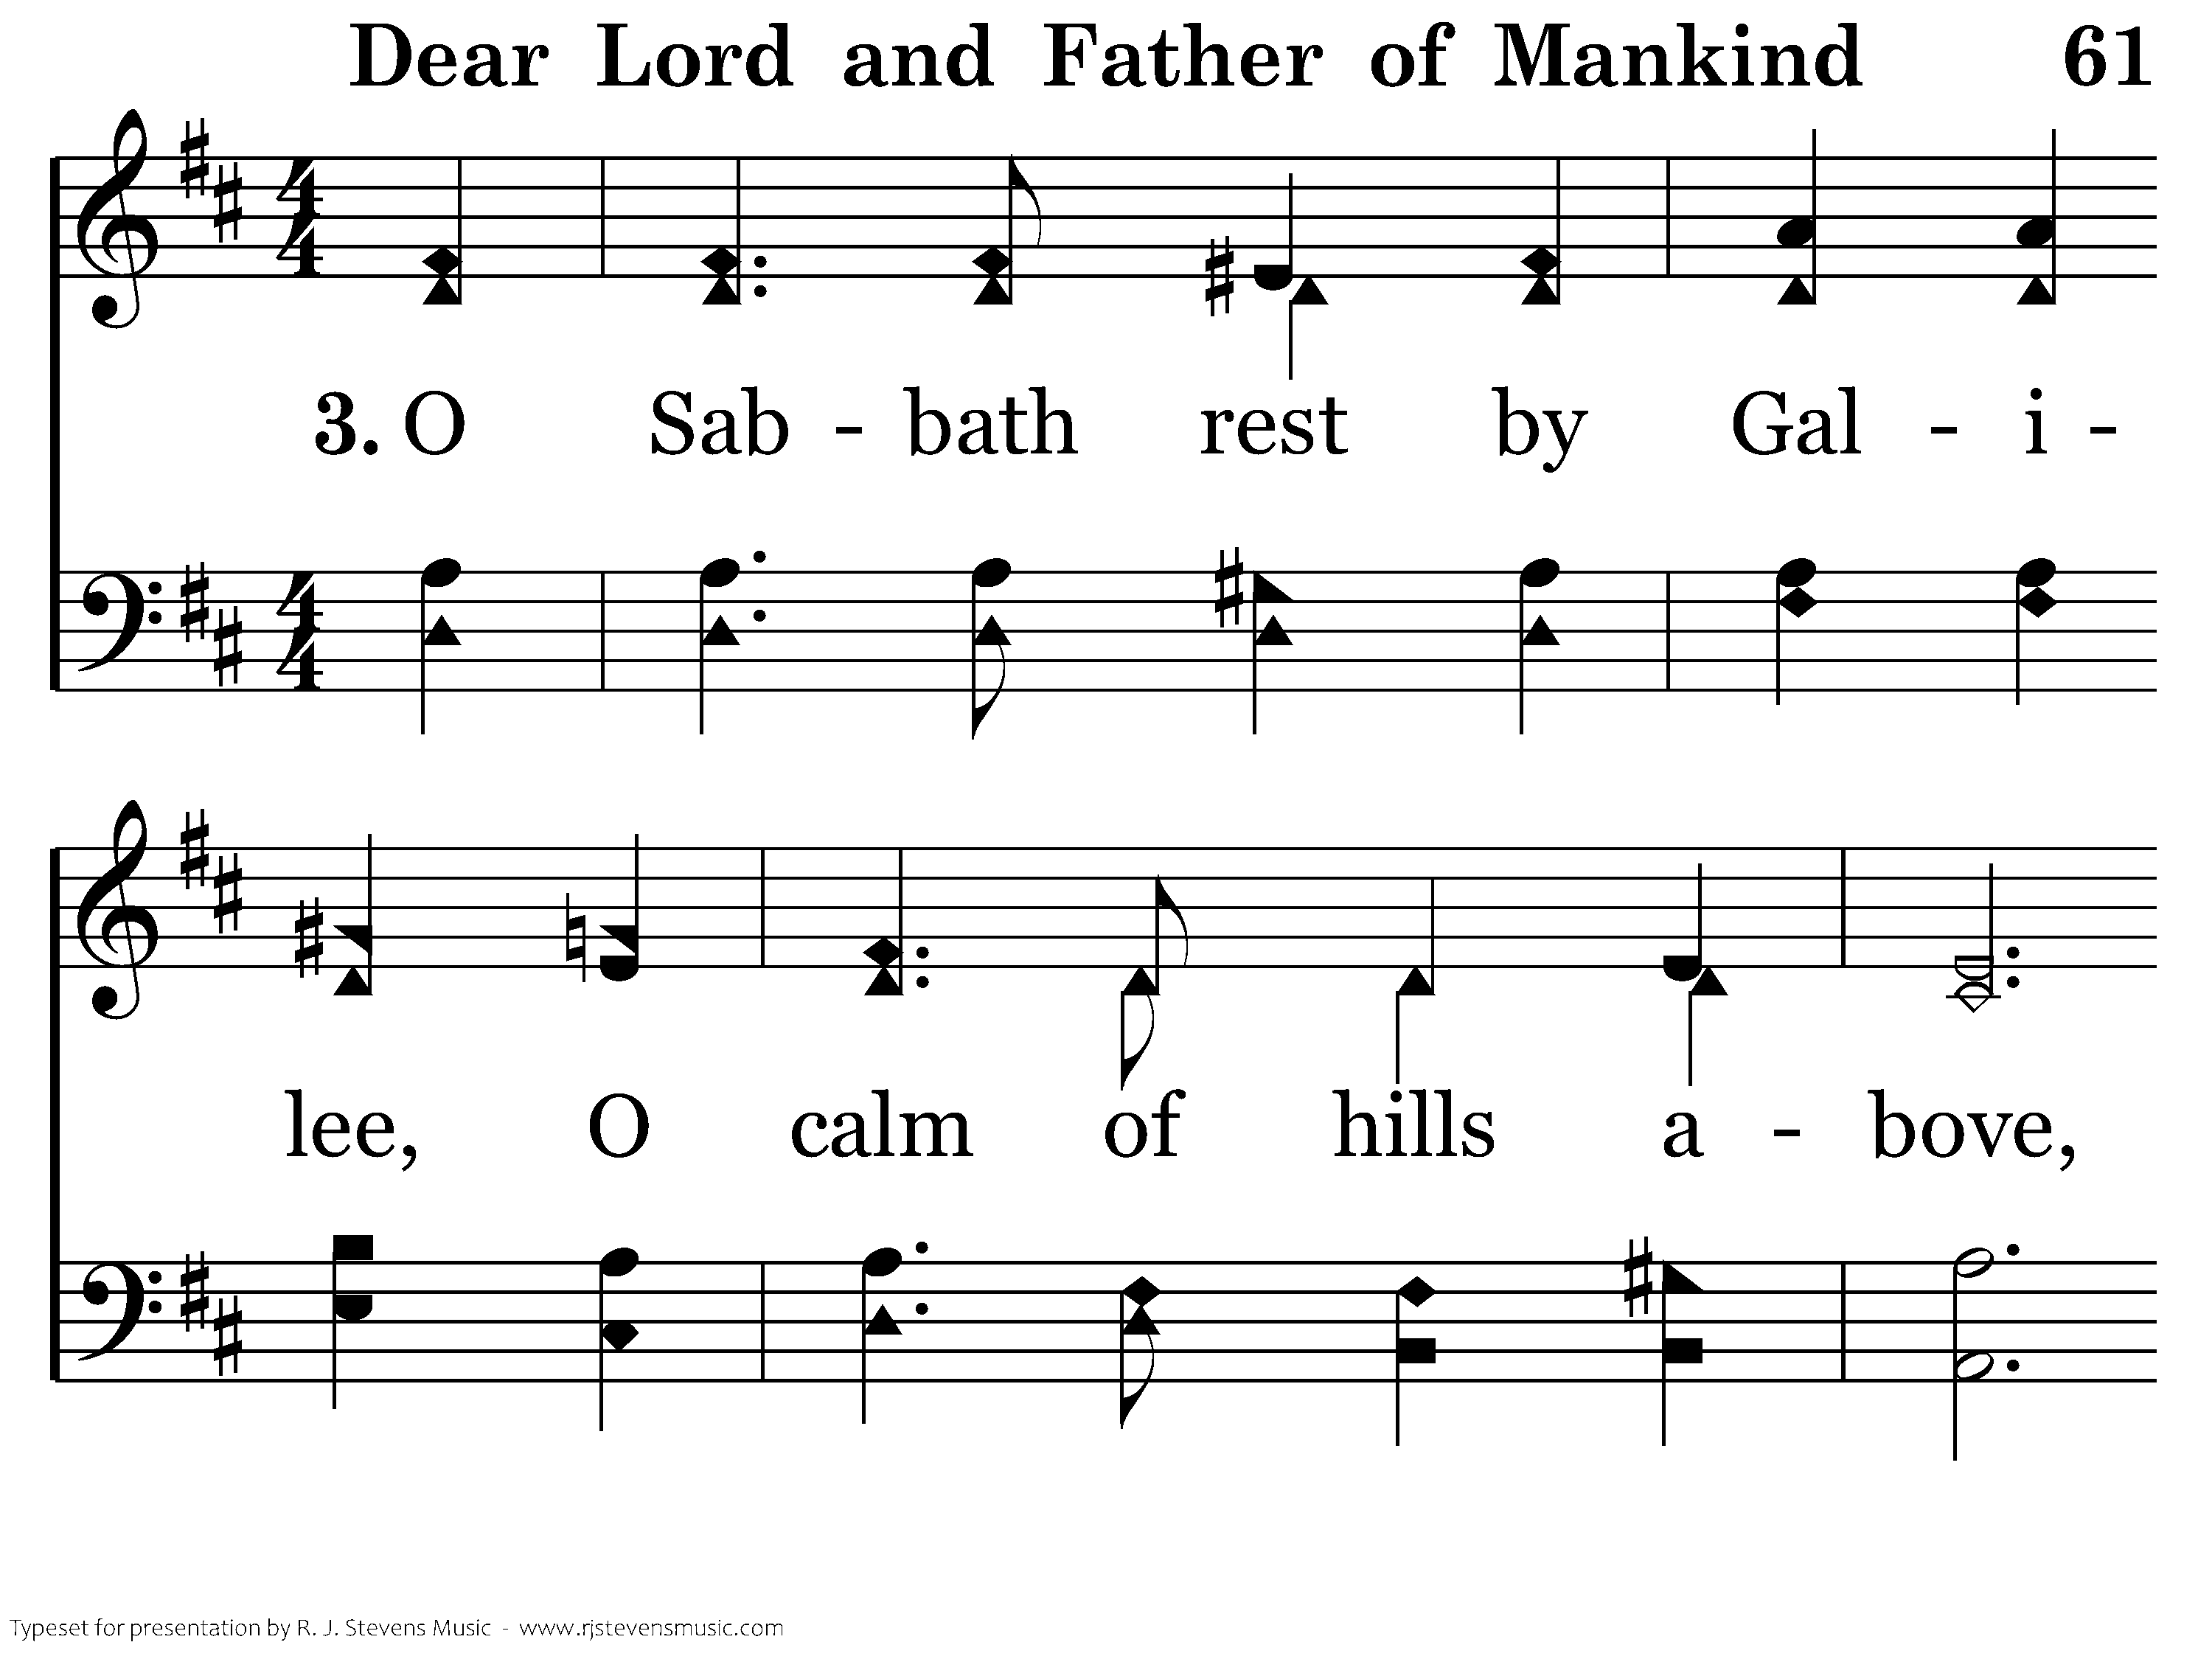 Dear Lord and Father of Mankind 61
3. O Sab - bath rest by Gal - i -
lee, O calm of hills a - bove,
Typeset for presentation by R. J. Stevens Music - www.rjstevensmusic.com